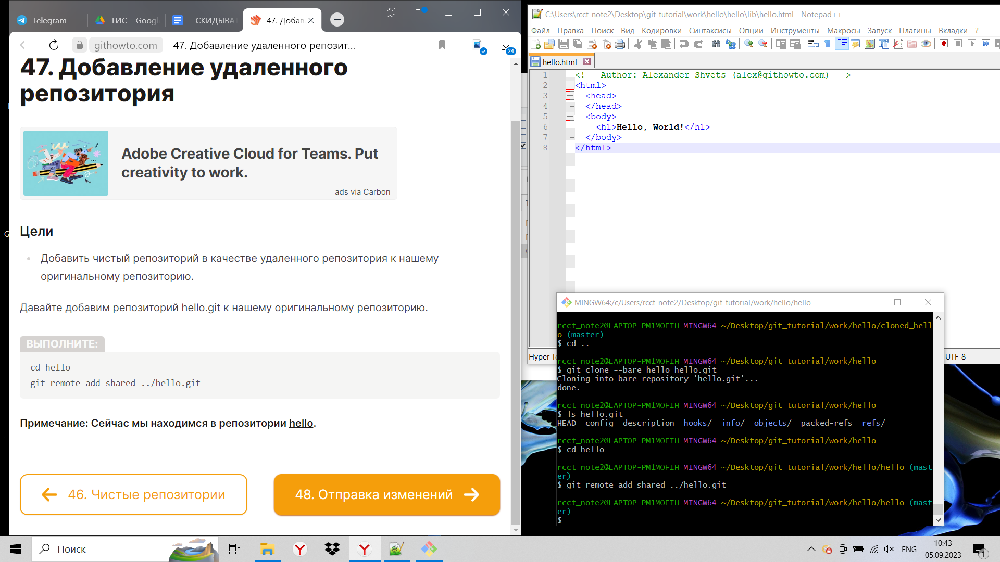 Telegram
ТИС – Googl
__СКИДЫВАТ
47. Добав
githowto.com
47. Добавление удаленного репозит...
24
47. Добавление удаленного
репозитория
Adobe Creative Cloud for Teams. Put
creativity to work.
ads via Carbon
Цели
Добавить чистый репозиторий в качестве удаленного репозитория к нашему
оригинальному репозиторию.
Давайте добавим репозиторий hello.git к нашему оригинальному репозиторию.
ВЫПОЛНИТЕ:
cd hello
git remote add shared ../hello.git
Примечание: Сейчас мы находимся в репозитории hello.
46. Чистые репозитории
48. Отправка изменений
C:\Users\rcct_note2\Desktop\git_tutorial\work\hello\hello\lib\hello.html - Notepad++
Файл Правка Поиск Вид Кодировки Синтаксисы Опции Инструменты Макросы Запуск Плагины Вкладки ?
hello.html
1 <!-- Author: Alexander Shvets (alex@githowto.com) -->
2 <html>
3 <head>
4 </head>
5 <body>
6 <h1>Hello, World!</h1>
7 </body>
8 </html>
Hyper Te
UTF-8
MINGW64:/c/Users/rcct_note2/Desktop/git_tutorial/work/hello/hello
rcct_note2@LAPTOP-PM1MOFIH MINGW64 ~/Desktop/git_tutorial/work/hello/cloned_hell
o (master)
$ cd ..
rcct_note2@LAPTOP-PM1MOFIH MINGW64 ~/Desktop/git_tutorial/work/hello
$ git clone --bare hello hello.git
Cloning into bare repository 'hello.git'...
done.
rcct_note2@LAPTOP-PM1MOFIH MINGW64 ~/Desktop/git_tutorial/work/hello
$ ls hello.git
HEAD config description hooks/ info/ objects/ packed-refs refs/
rcct_note2@LAPTOP-PM1MOFIH MINGW64 ~/Desktop/git_tutorial/work/hello
$ cd hello
rcct_note2@LAPTOP-PM1MOFIH MINGW64 ~/Desktop/git_tutorial/work/hello/hello (mast
er)
$ git remote add shared ../hello.git
rcct_note2@LAPTOP-PM1MOFIH MINGW64 ~/Desktop/git_tutorial/work/hello/hello (mast
er)
$
Поиск
ENG
10:43
05.09.2023
1